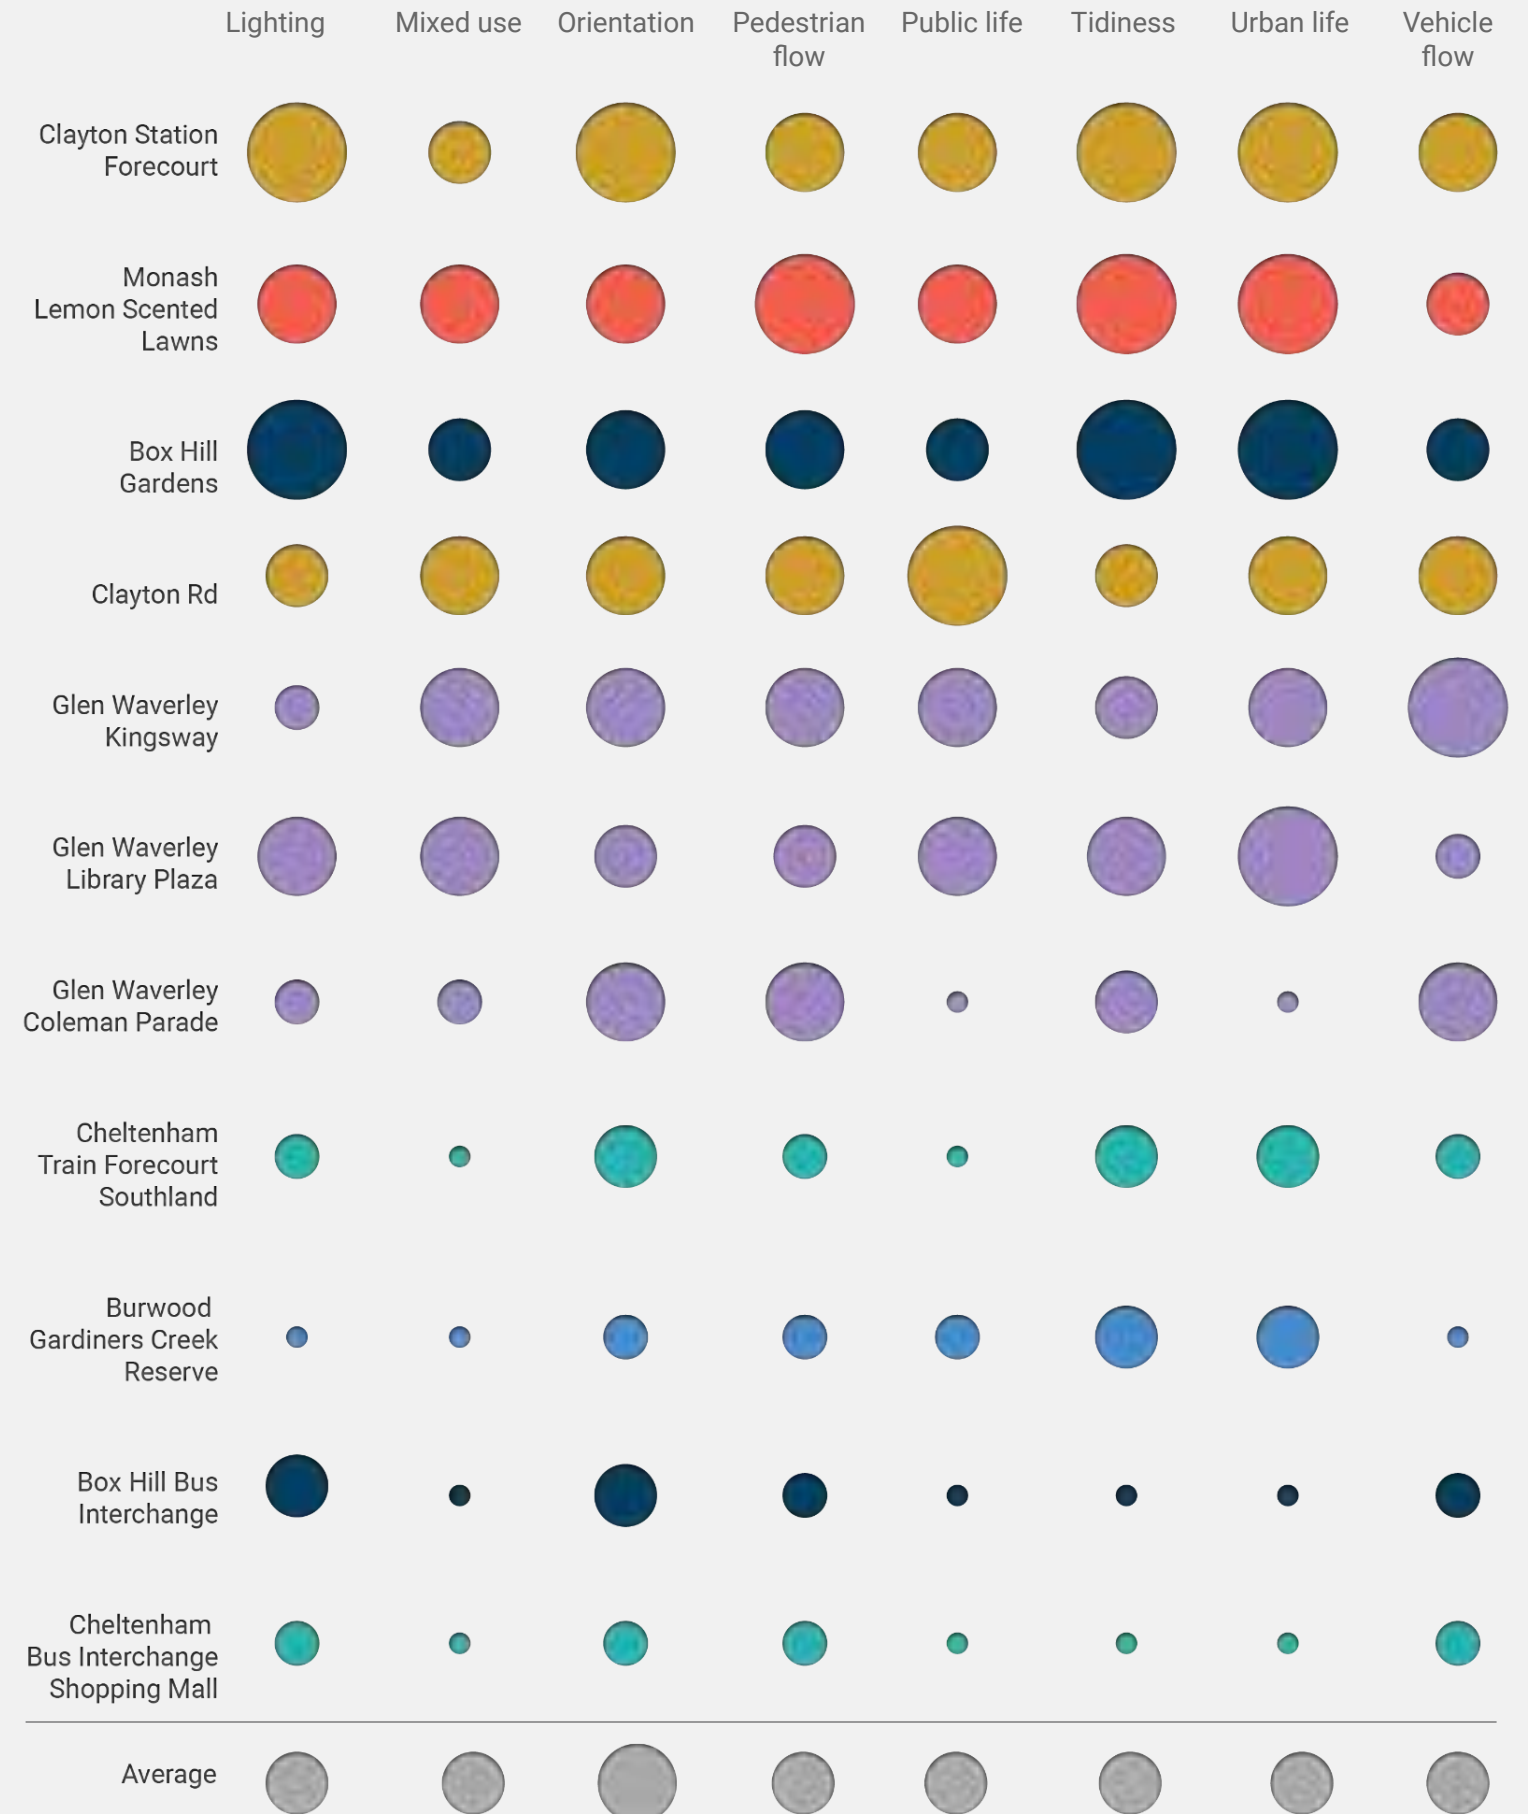 Lighting
Mixed use
Orientation
Pedestrian
flow
Public life
Tidiness
Urban life
Vehicle
flow
Clayton Station
Forecourt
Monash
Lemon Scented
Lawns
Box Hill
Gardens
Clayton Rd
Glen Waverley
Kingsway
Glen Waverley
Library Plaza
Glen Waverley
Coleman Parade
Cheltenham
Train Forecourt
Southland
Burwood
Gardiners Creek
Reserve
Box Hill Bus
Interchange
Cheltenham
Bus Interchange
Shopping Mall
Average